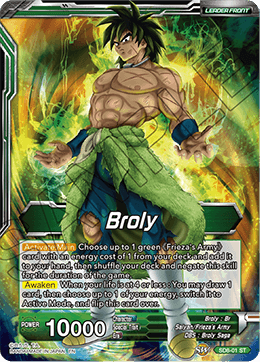 LEADER FRONT
Broly
Activate Main Choose up to 1 green《Frieza's Army》
card with an energy cost of 1 from your deck and add it
to your hand, then shuffle your deck and negate this skill
for the duration of the game.
Awaken When your life is at 4 or less: You may draw 1
card, then choose up to 1 of your energy, switch it to
Active Mode, and flip this card over.
POWER 10000
Character Broly : Br
Special Trait Saiyan/Frieza's Army
Era DBS : Broly Saga
SD8-01 ST